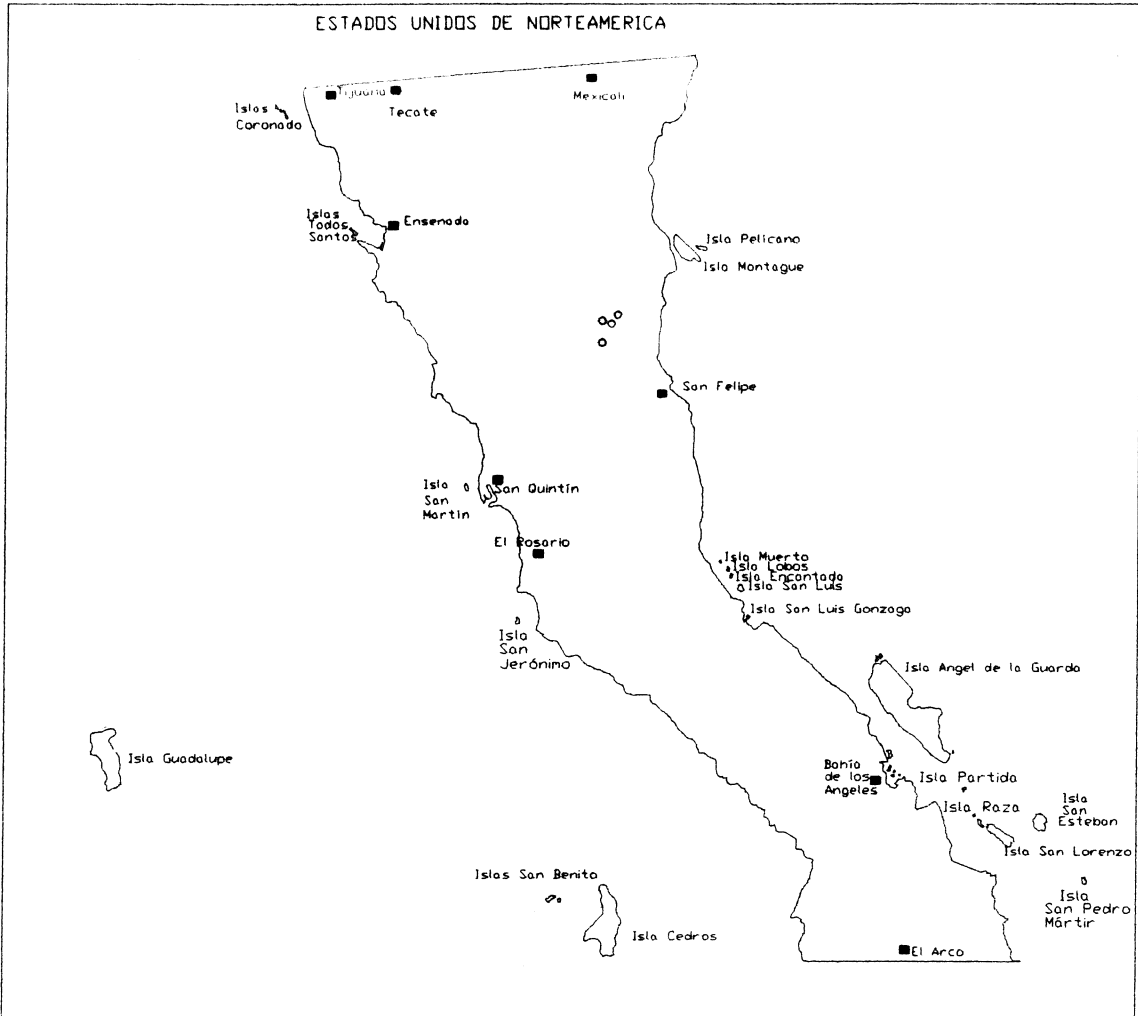 ESTADOS UNIDOS DE NORTEAMERICA
Tijuana
Tecate
Mexicali
Islas
Coronado
Islas
Todos
Santos
Ensenada
Isla Pelicano
Isla Montague
San Felipe
Isla
San
Martin
San Quintín
El Rosario
Isla Muerto
Isla Lobos
Isla Encantada
Isla San Luis
Isla San Luis Gonzaga
Isla
San
Jerónimo
Isla Angel de la Guarda
Isla Guadalupe
Bahía
de los
Angeles
Isla Partida
Isla Raza
Isla
San
Esteban
Isla San Lorenzo
Islas San Benito
Isla
San Pedro
Mártir
Isla Cedros
El Arco